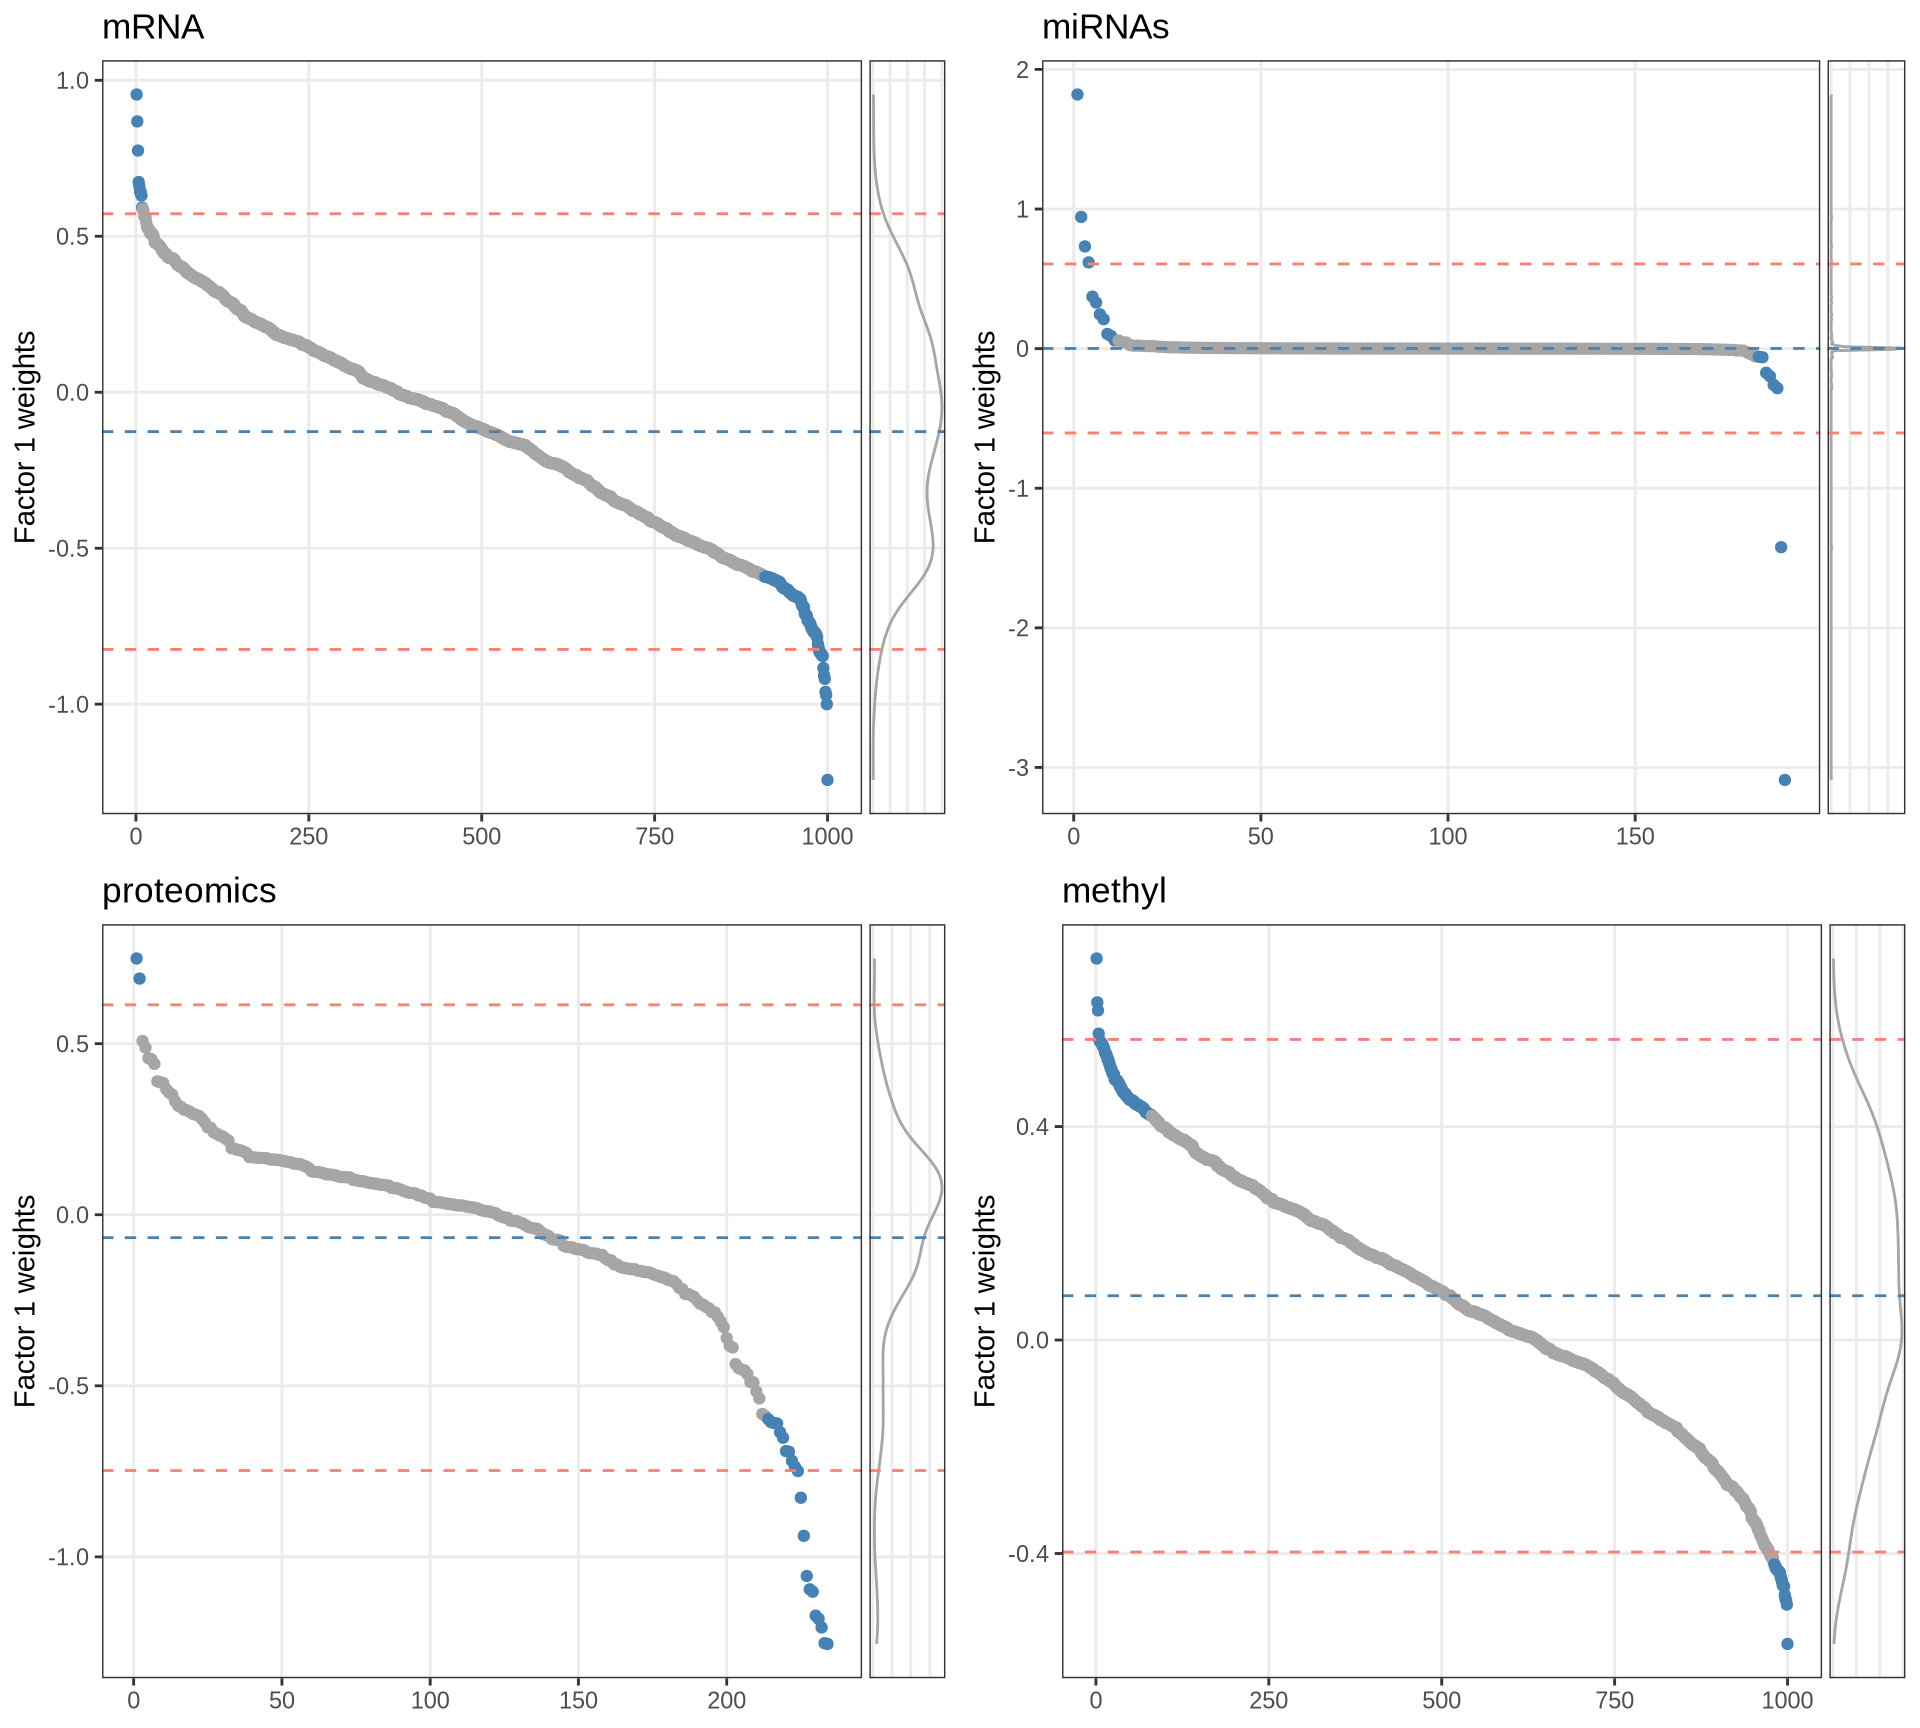 mRNA
Factor 1 weights
1.0
0.5
0.0
-0.5
-1.0
0 250 500 750 1000
miRNAs
Factor 1 weights
2
1
0
-1
-2
-3
0 50 100 150
proteomics
Factor 1 weights
0.5
0.0
-0.5
-1.0
0 50 100 150 200
methyl
Factor 1 weights
0.4
0.0
-0.4
0 250 500 750 1000